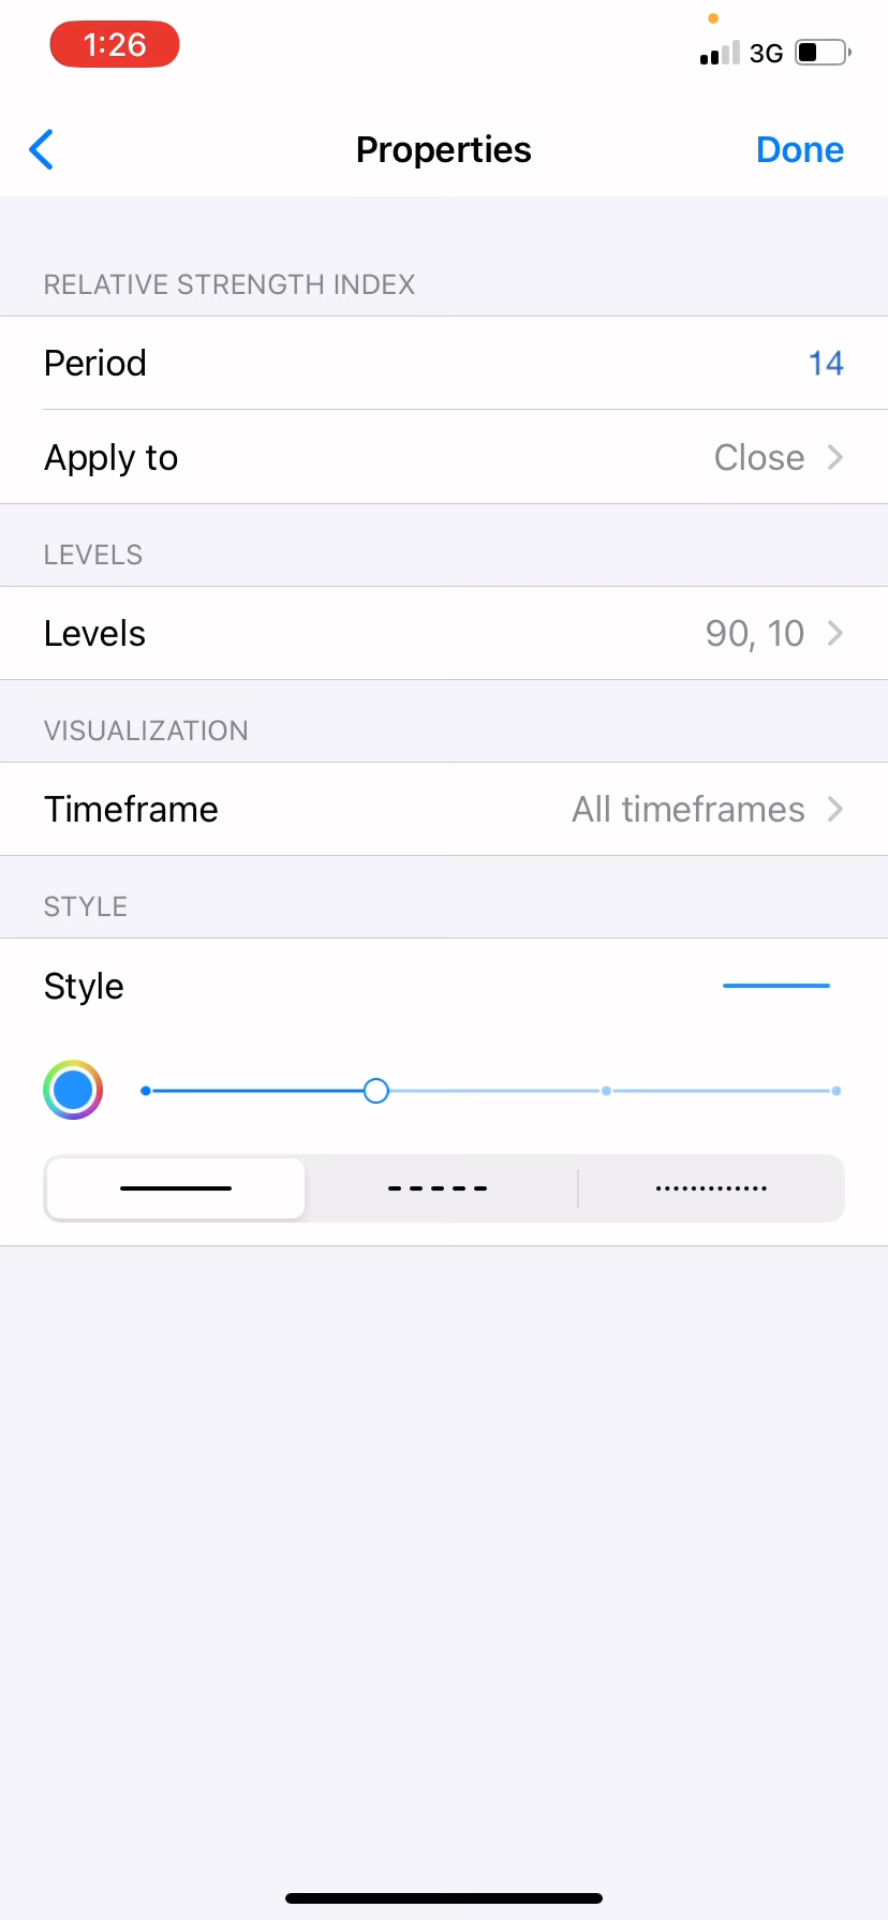 1:26
3G
Properties
Done
RELATIVE STRENGTH INDEX
Period 14
Apply to Close
LEVELS
Levels 90, 10
VISUALIZATION
Timeframe All timeframes
STYLE
Style